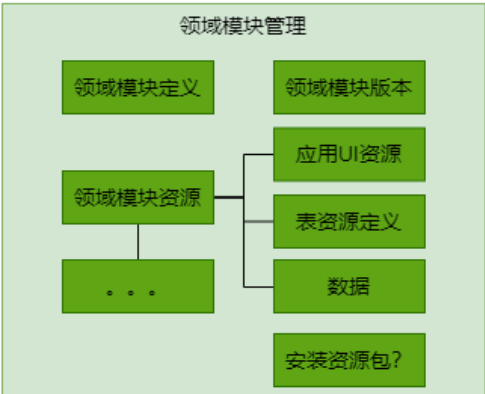 领域模块管理
领域模块定义
领域模块版本
应用UI资源
领域模块资源
表资源定义
。。。
数据
安装资源包?